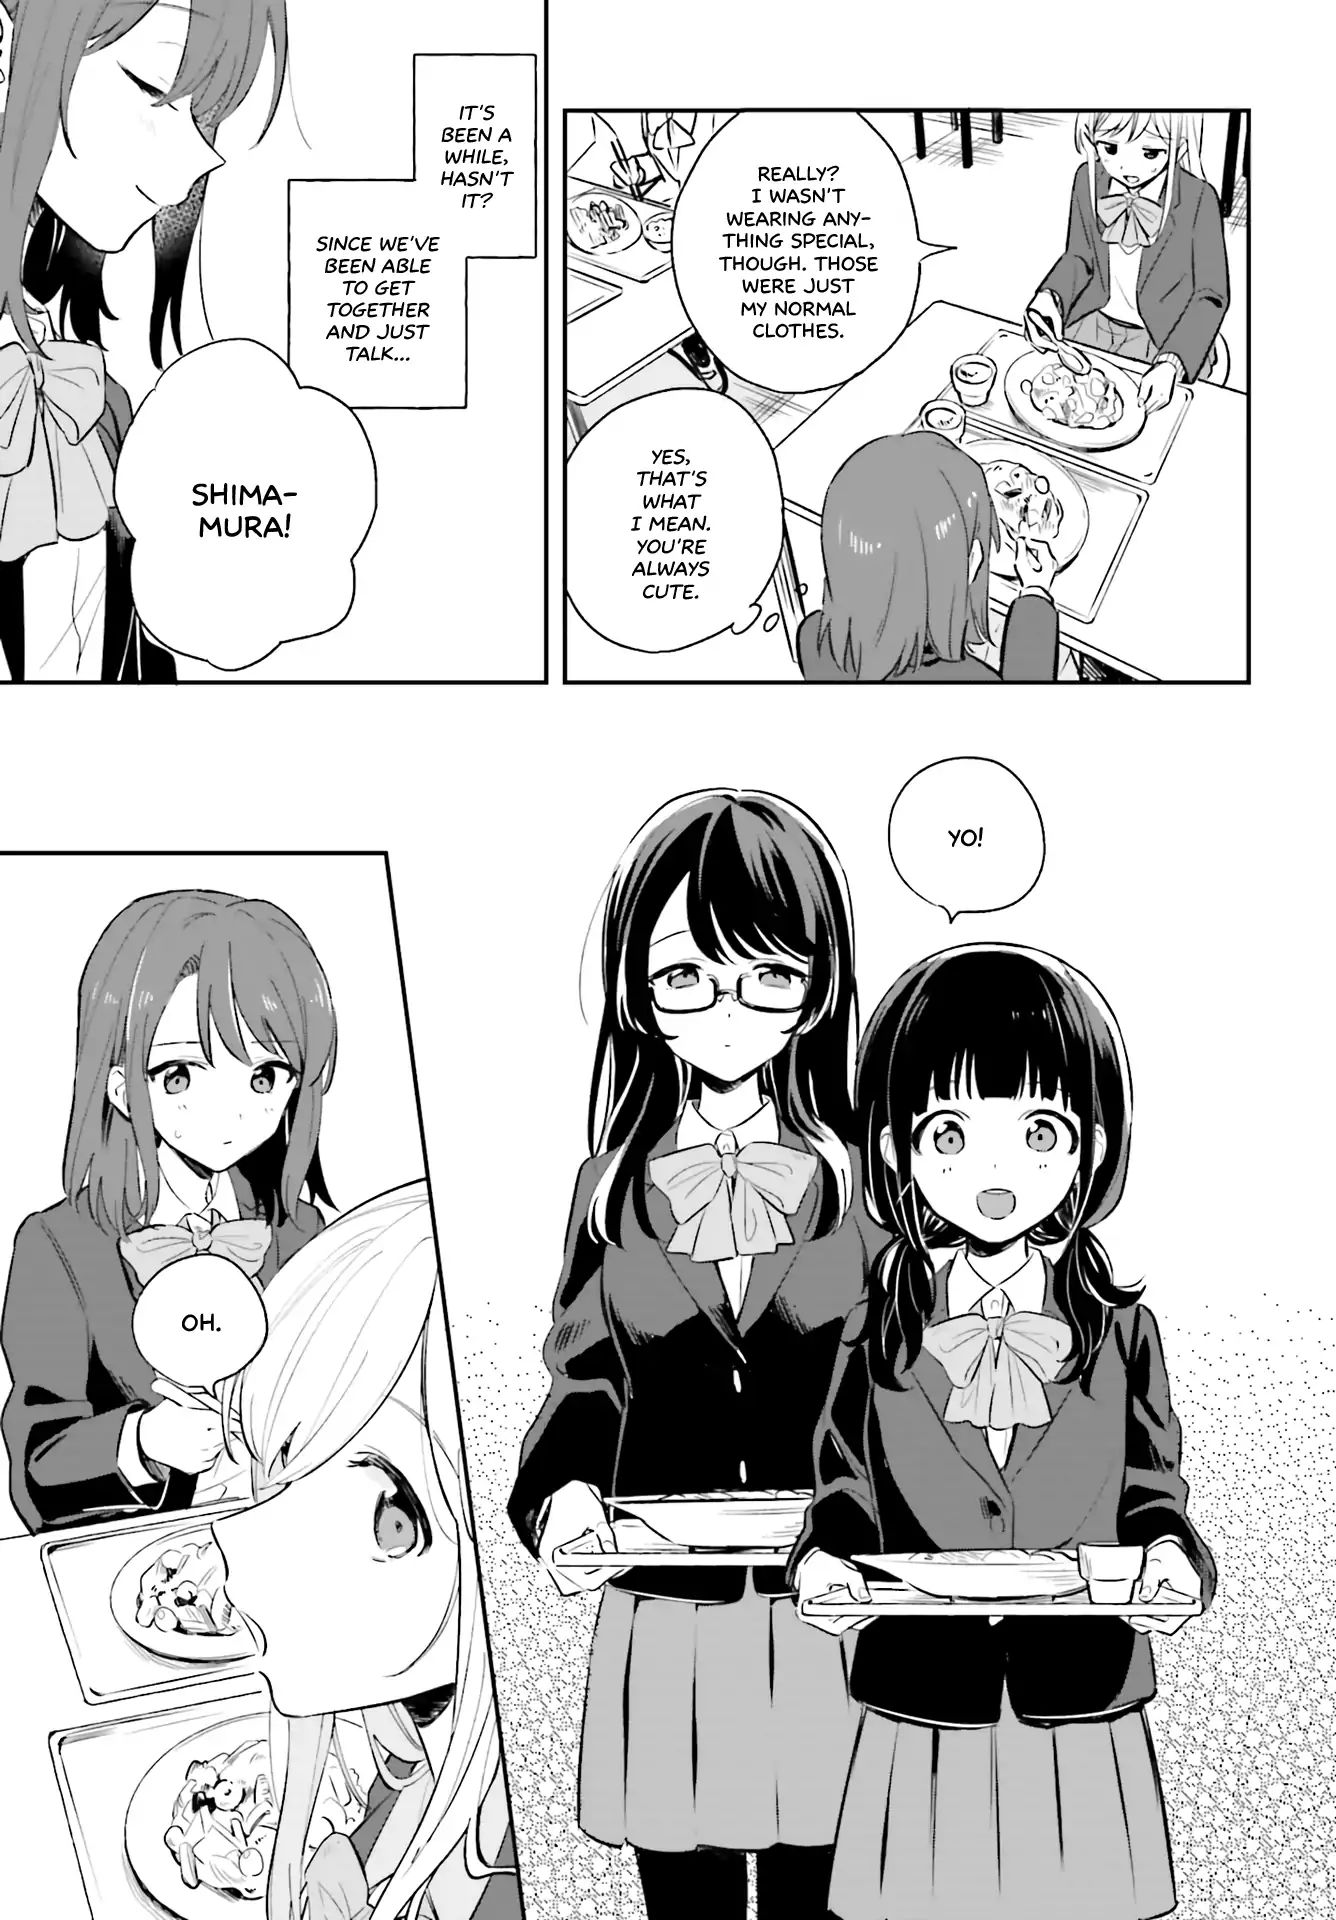 REALLY?
I WASN'T
WEARING ANY-
THING SPECIAL,
THOUGH. THOSE
WERE JUST
MY NORMAL
CLOTHES.
YES,
THAT'S
WHAT
I MEAN.
YOU'RE
ALWAYS
CUTE.
IT'S
BEEN A
WHILE,
HASN'T
IT?
SINCE WE'VE
BEEN ABLE
TO GET
TOGETHER
AND JUST
TALK...
SHIMA-
MURA!
YO!
OH.